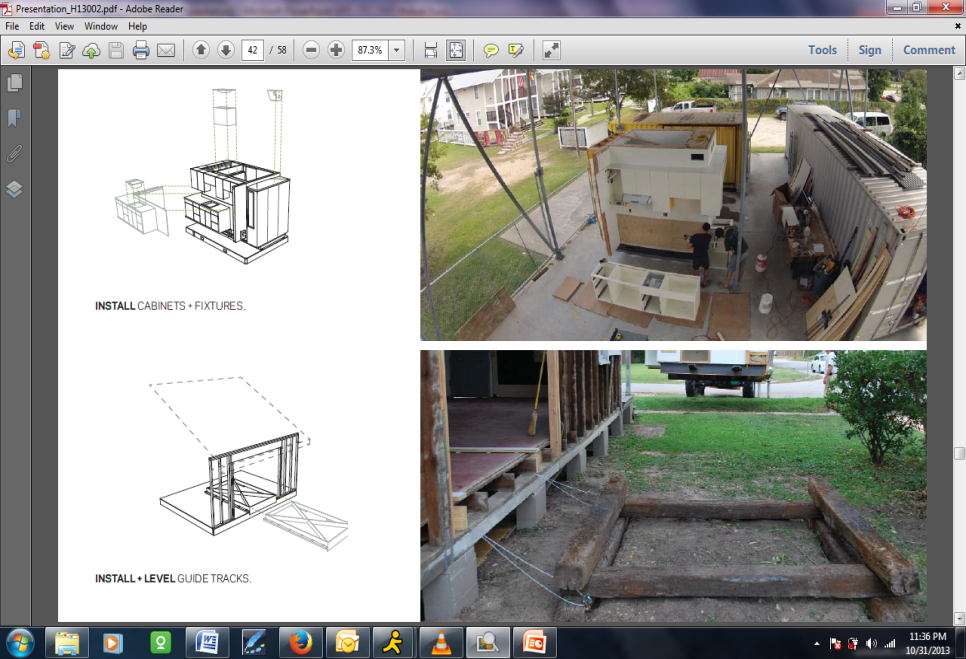 Presentation_H13002.pdf - Adobe Reader
File Edit View Window Help
42 / 58 87.3% Tools Sign Comment
INSTALL CABINETS + FIXTURES.
INSTALL + LEVEL GUIDE TRACKS.
11:36 PM
10/31/2013